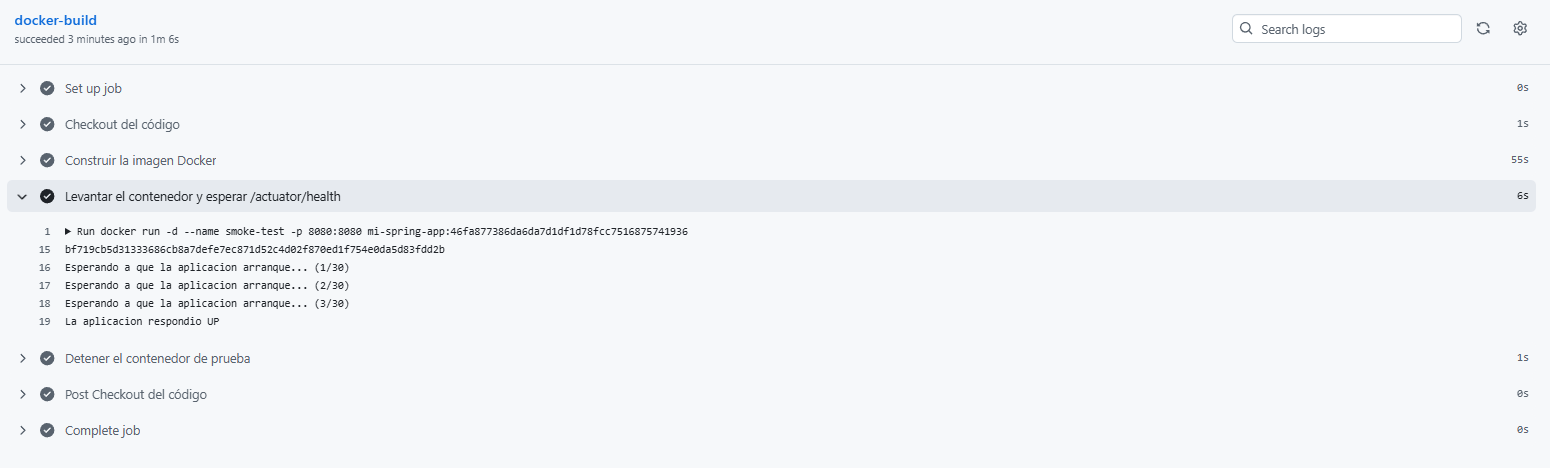 docker-build
succeeded 3 minutes ago in 1m 6s
Search logs
Set up job 0s
Checkout del código 1s
Construir la imagen Docker 55s
Levantar el contenedor y esperar /actuator/health 6s
1 Run docker run -d --name smoke-test -p 8080:8080 mi-spring-app:46fa877386da6da7d1df1d78fcc7516875741936
15 bf719cb5d31333686cb8a7defe7ec871d52c4d02f870ed1f754e0da5d83fdd2b
16 Esperando a que la aplicacion arranque... (1/30)
17 Esperando a que la aplicacion arranque... (2/30)
18 Esperando a que la aplicacion arranque... (3/30)
19 La aplicacion respondio UP
Detener el contenedor de prueba 1s
Post Checkout del código 0s
Complete job 0s